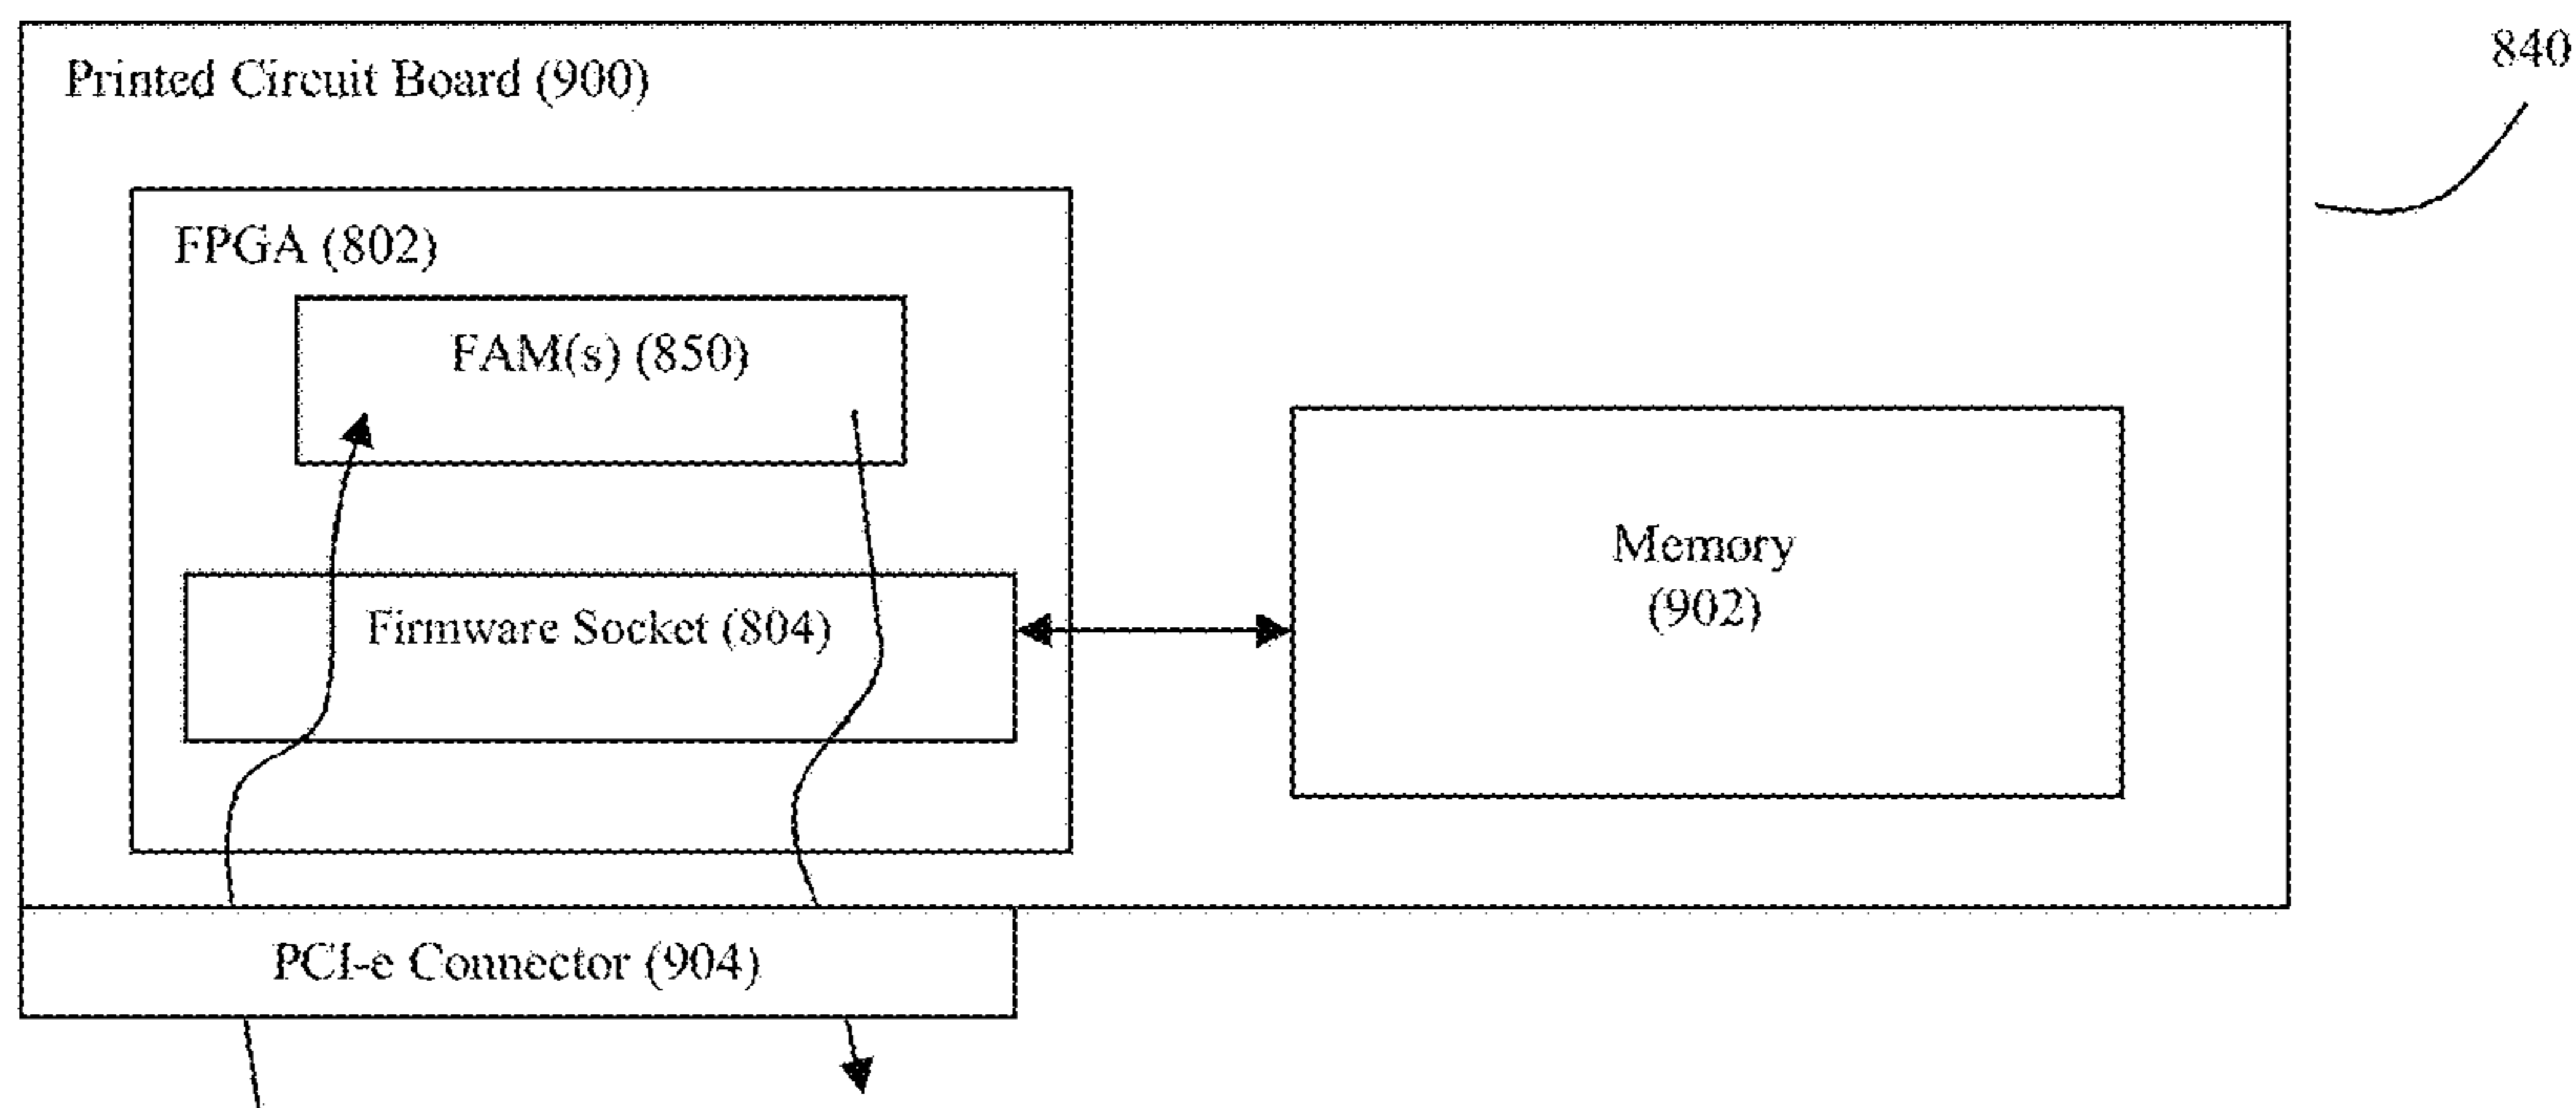 840
Printed Circuit Board (900)
FPGA (802)
FAM(s) (850)
Memory
(902)
Firmware Socket (804)
PCI-e Connector (904)